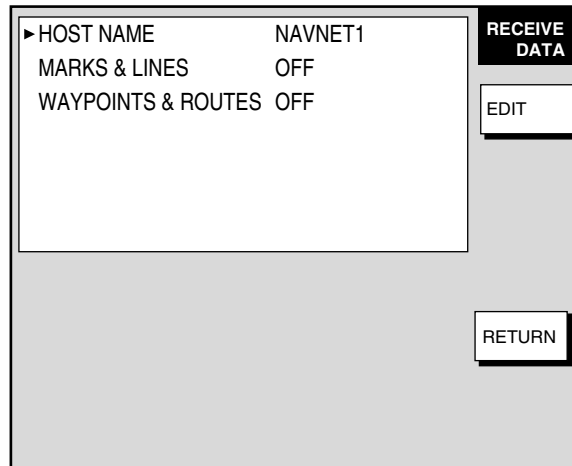 ▸HOST NAME NAVNET1
MARKS & LINES OFF
WAYPOINTS & ROUTES OFF
RECEIVE
DATA
EDIT
RETURN